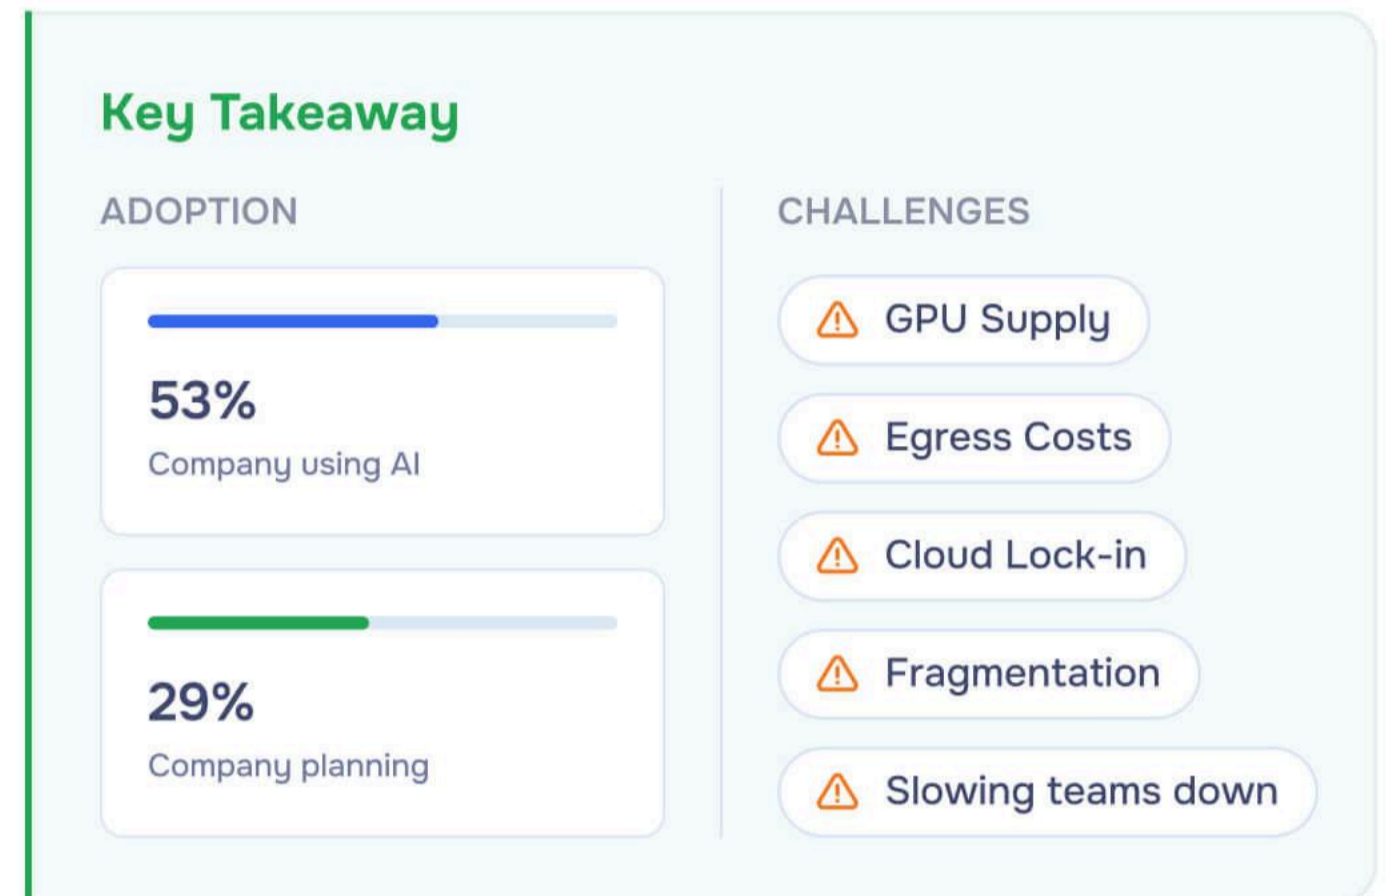 Key Takeaway
ADOPTION
53%
Company using AI
29%
Company planning
CHALLENGES
GPU Supply
Egress Costs
Cloud Lock-in
Fragmentation
Slowing teams down